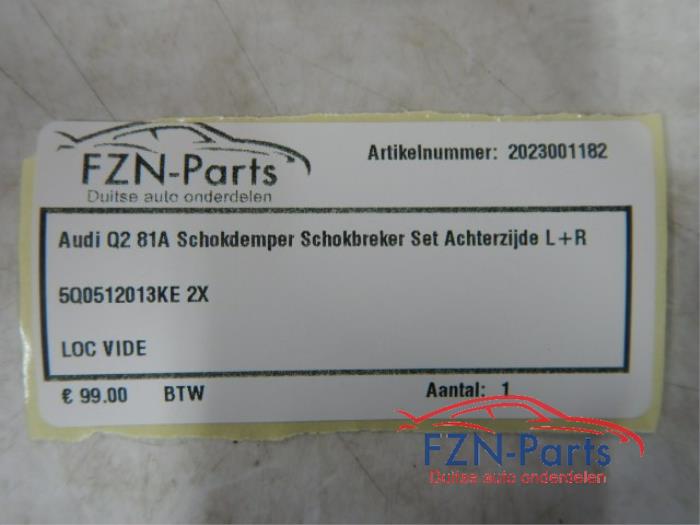 FZN-Parts
Duitse auto onderdelen
Artikelnummer: 2023001182
Audi Q2 81A Schokdemper Schokbreker Set Achterzijde L+R
5Q0512013KE 2X
LOC VIDE
€ 99.00 BTW Aantal: 1
FZN-Parts
Duitse auto onderdelen